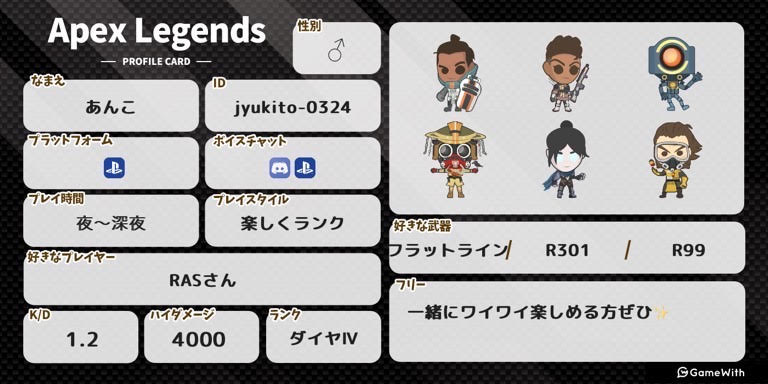 Apex Legends
PROFILE CARD
性別
♂
なまえ
あんこ
ID
jyukito-0324
プラットフォーム
ボイスチャット
プレイ時間
夜〜深夜
プレイスタイル
楽しくランク
好きなプレイヤー
RASさん
K/D
1.2
ハイダメージ
4000
ランク
ダイヤⅣ
好きな武器
フラットライン/ R301 / R99
フリー
一緒にワイワイ楽しめる方ぜひ✨
GameWith